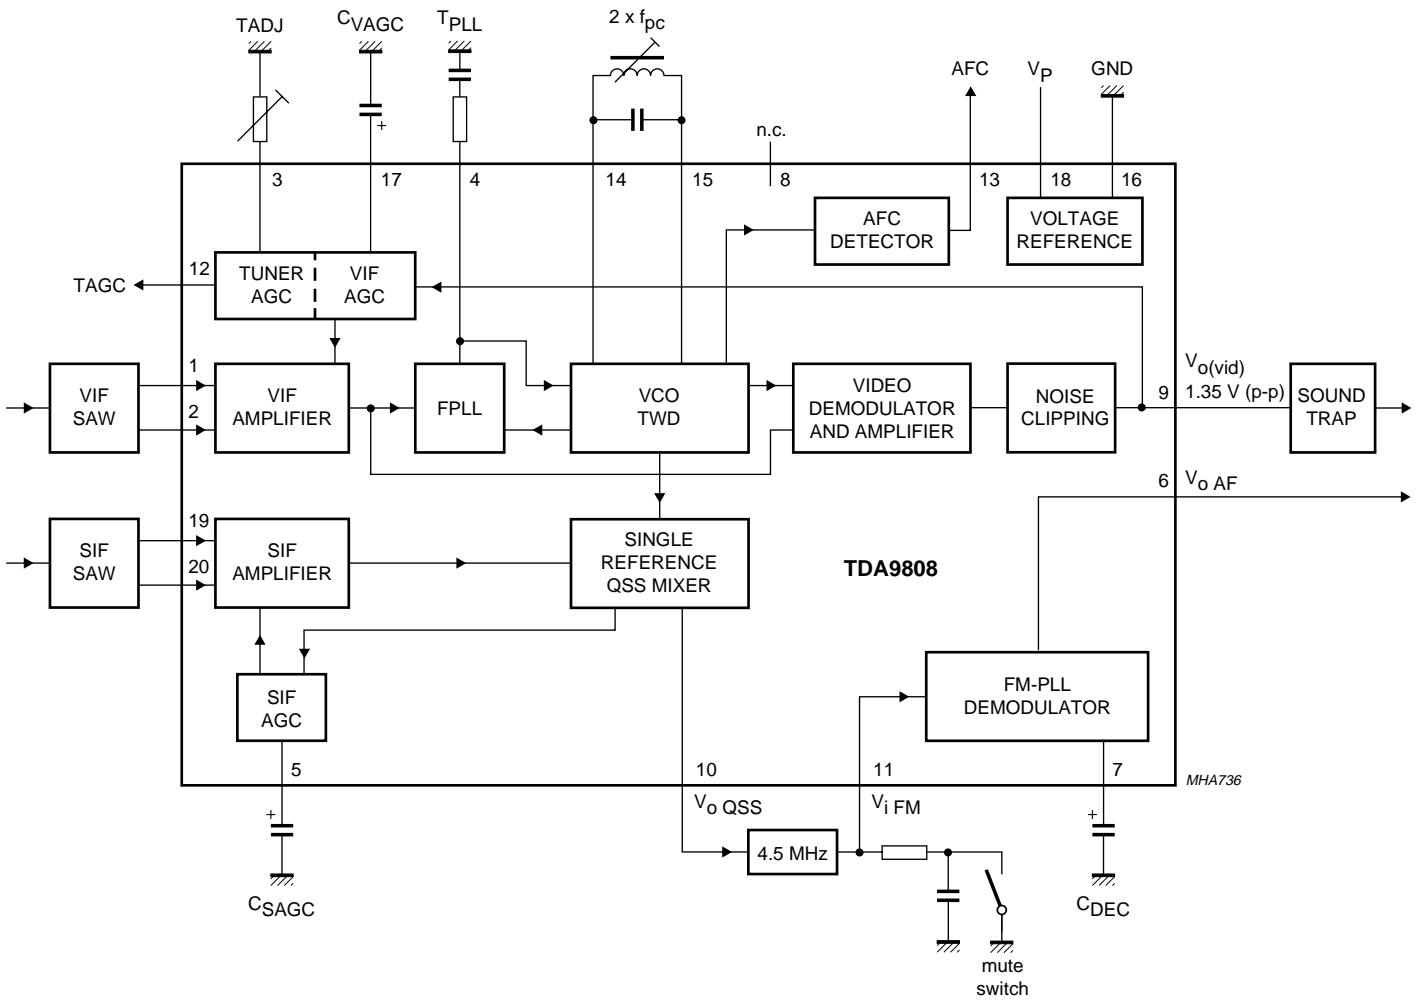 TADJ
CVAGC
TPLL
2 x fpc
AFC
VP
GND
n.c.
3
17
4
14
15
8
13
18
16
AFC
DETECTOR
VOLTAGE
REFERENCE
12
TAGC
TUNER
AGC
VIF
AGC
VIF
SAW
1
2
VIF
AMPLIFIER
FPLL
VCO
TWD
VIDEO
DEMODULATOR
AND AMPLIFIER
NOISE
CLIPPING
9
Vo(vid)
1.35 V (p-p)
SOUND
TRAP
6
Vo AF
SIF
SAW
19
20
SIF
AMPLIFIER
SINGLE
REFERENCE
QSS MIXER
TDA9808
SIF
AGC
FM-PLL
DEMODULATOR
5
10
11
7
MHA736
Vo QSS
Vi FM
+
+
+
4.5 MHz
CSAGC
CDEC
mute
switch